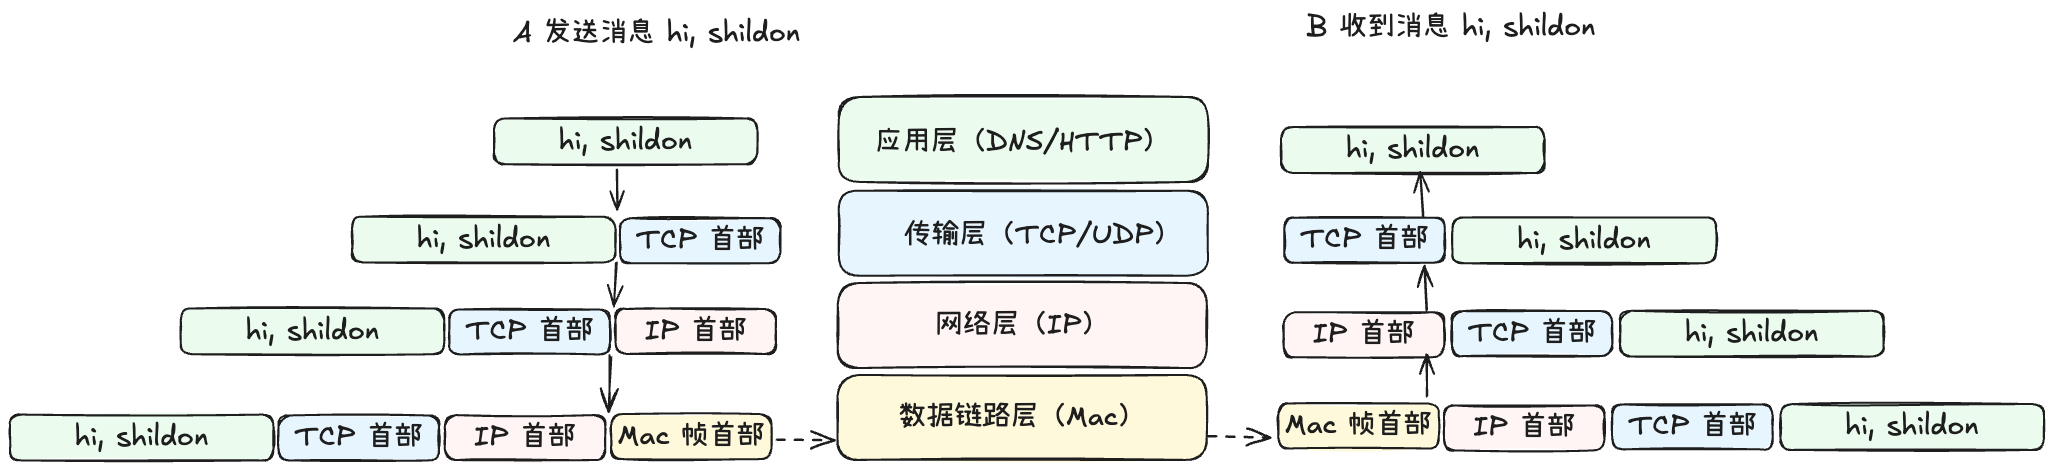 A 发送消息 hi, shildon
B 收到消息 hi, shildon
hi, shildon
应用层（DNS/HTTP）
hi, shildon
hi, shildon TCP 首部
传输层（TCP/UDP）
TCP 首部 hi, shildon
hi, shildon TCP 首部 IP 首部
网络层（IP）
IP 首部 TCP 首部 hi, shildon
hi, shildon TCP 首部 IP 首部 Mac 帧首部
数据链路层（Mac）
Mac 帧首部 IP 首部 TCP 首部 hi, shildon